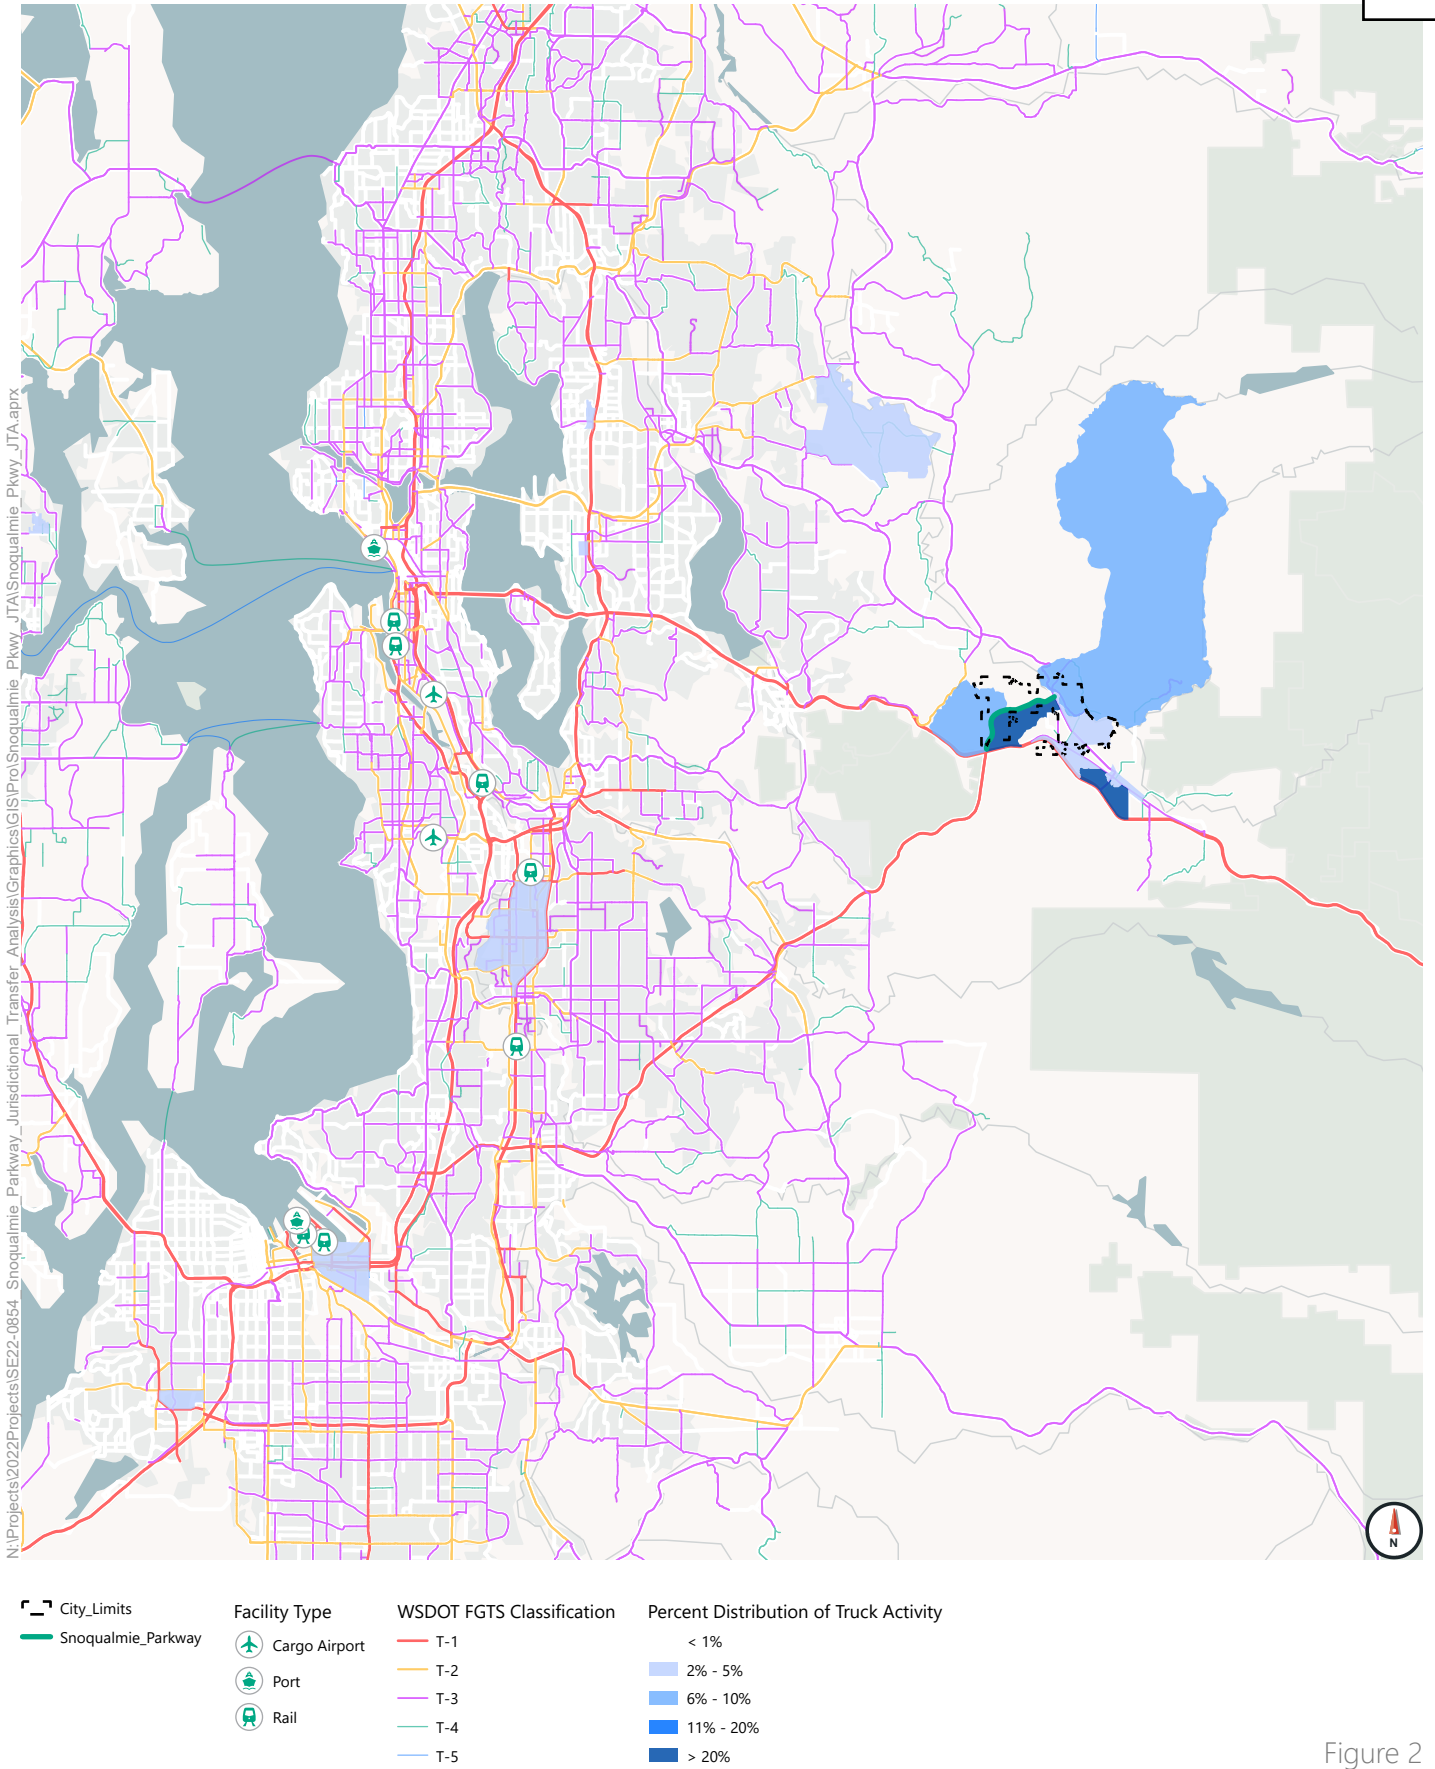 N:\Projects\2022Projects\SE22-0854_Snoqualmie_Parkway_Jurisdictional_Transfer_Analysis\Graphics\GIS\Pro\Snoqualmie_Pkwy_JTA\Snoqualmie_Pkwy_JTA.aprx
N
City_Limits
Snoqualmie_Parkway
Facility Type
Cargo Airport
Port
Rail
WSDOT FGTS Classification
T-1
T-2
T-3
T-4
T-5
Percent Distribution of Truck Activity
< 1%
2% - 5%
6% - 10%
11% - 20%
> 20%
Figure 2